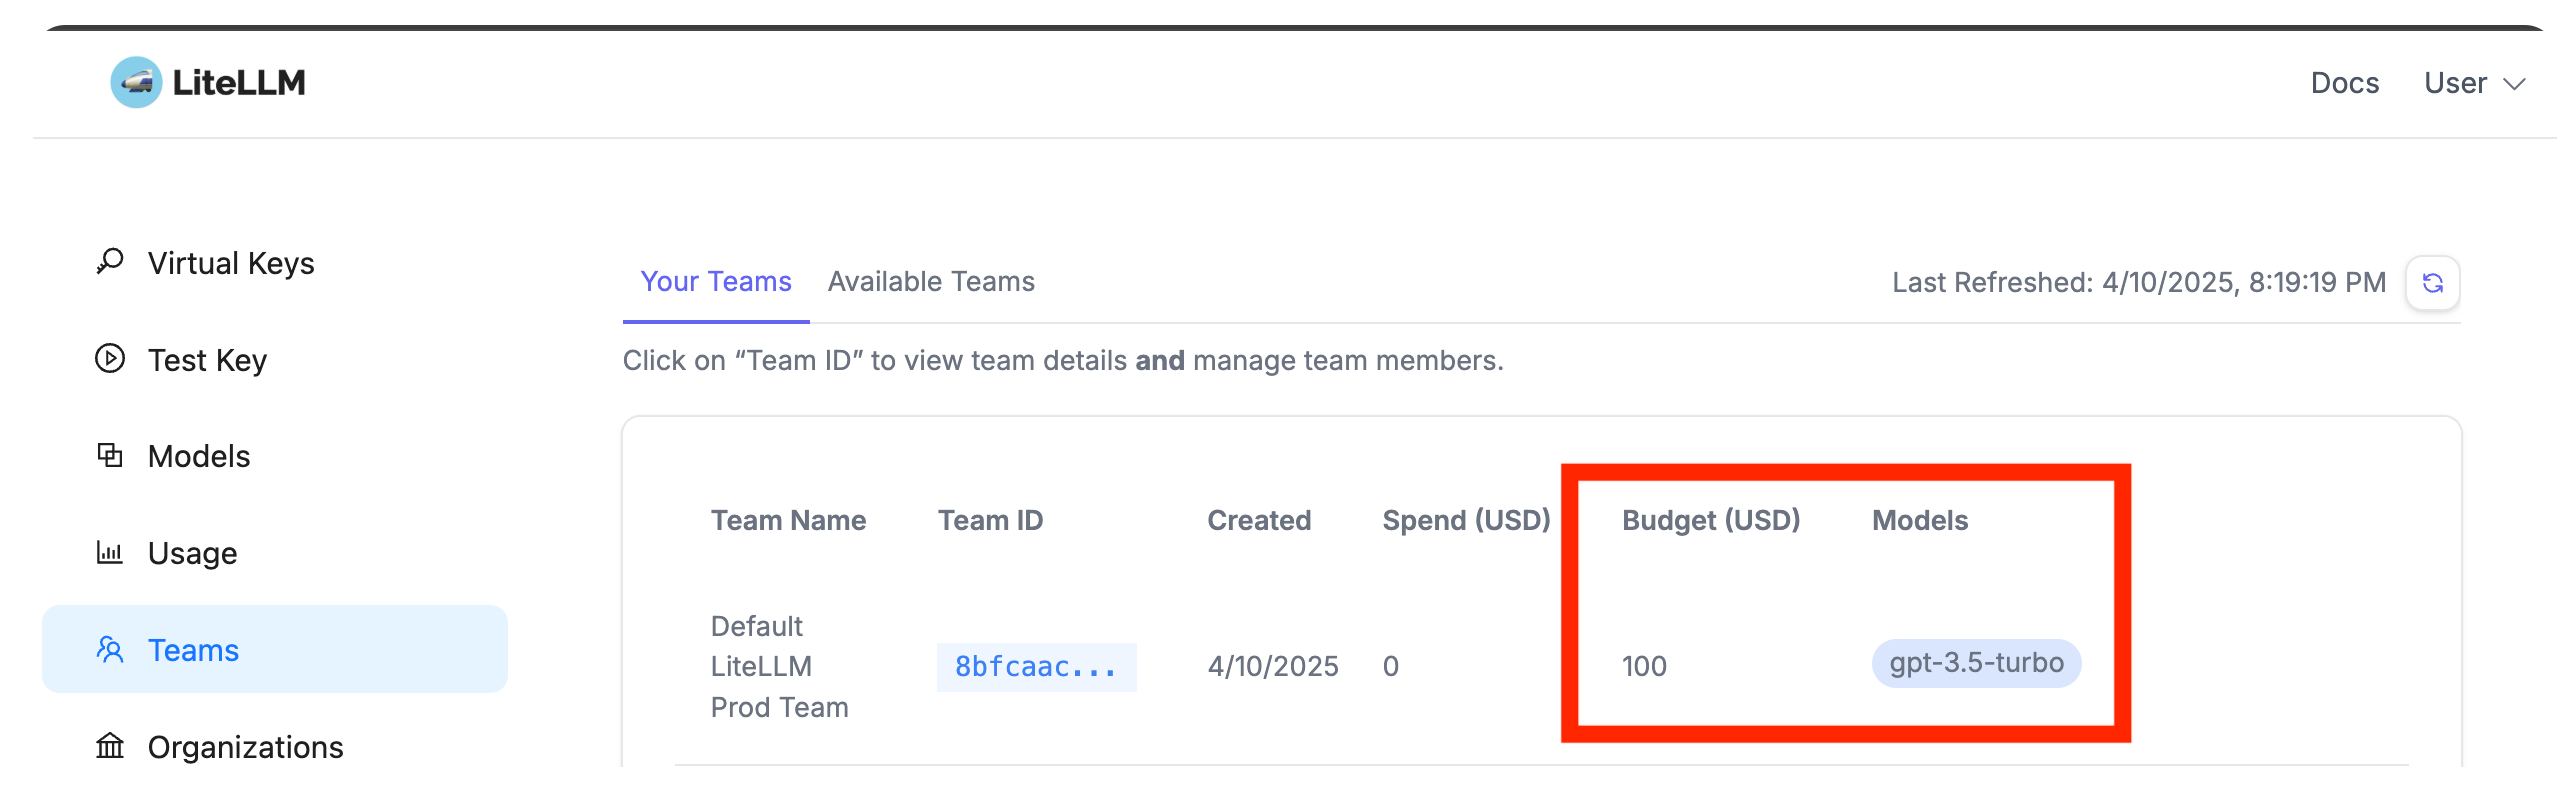 LiteLLM
Docs
User
Virtual Keys
Test Key
Models
Usage
Teams
Organizations
Your Teams
Available Teams
Last Refreshed: 4/10/2025, 8:19:19 PM
Click on “Team ID” to view team details and manage team members.
Team Name
Team ID
Created
Spend (USD)
Budget (USD)
Models
Default
LiteLLM
Prod Team
8bfcaac...
4/10/2025
0
100
gpt-3.5-turbo